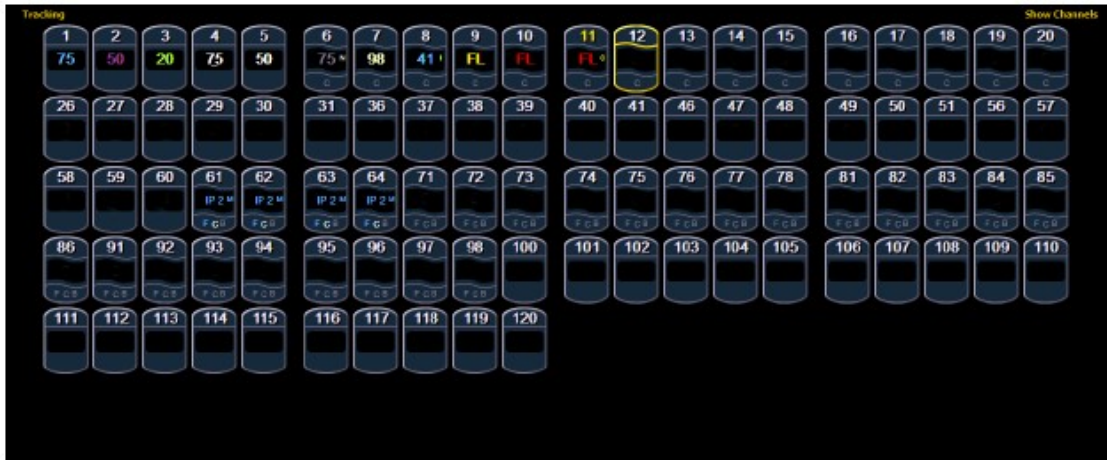 Tracking Show Channels
1 2 3 4 5 6 7 8 9 10 11 12 13 14 15 16 17 18 19 20
75 50 20 75 50 75 N 98 41 FL FL FL
C C C C C C C C C C C C C C C
26 27 28 29 30 31 36 37 38 39 40 41 46 47 48 49 50 51 56 57
58 59 60 61 62 63 64 71 72 73 74 75 76 77 78 81 82 83 84 85
IP 2 M IP 2 M IP 2 M IP 2 M
F C B F C B F C B F C B F C B F C B F C B F C B F C B F C B F C B F C B F C B F C B F C B F C B F C B
86 91 92 93 94 95 96 97 98 100 101 102 103 104 105 106 107 108 109 110
F C B F C B F C B F C B F C B F C B F C B F C B F C B
111 112 113 114 115 116 117 118 119 120